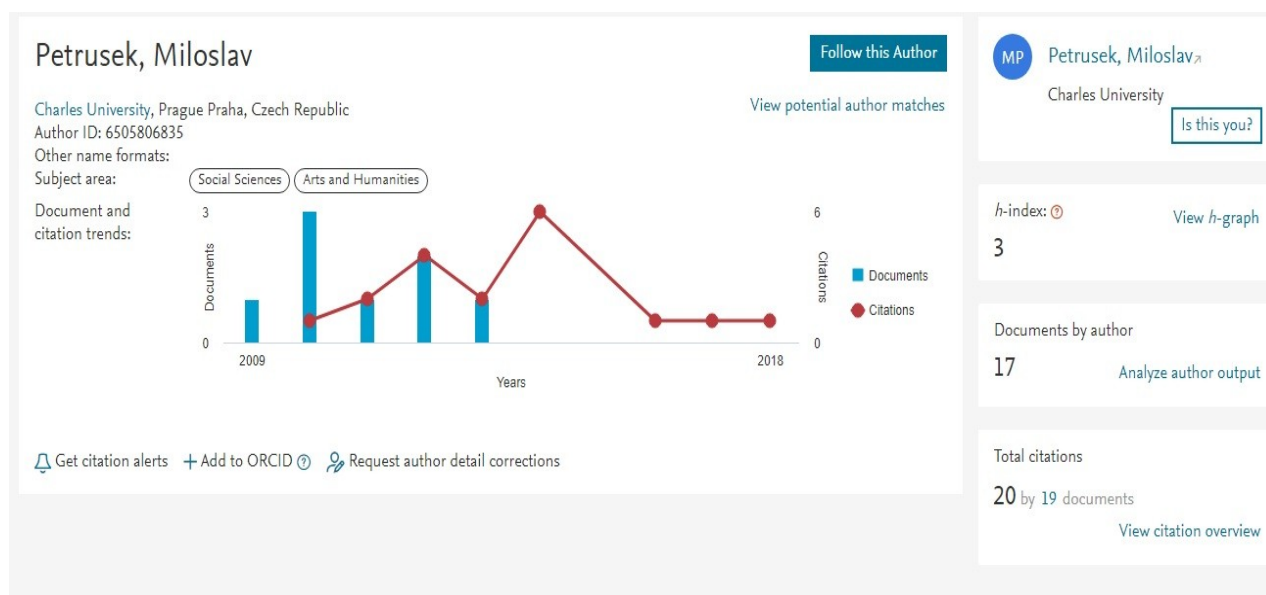 Petrusek, Miloslav
Follow this Author
Charles University, Prague Praha, Czech Republic
View potential author matches
Author ID: 6505806835
Other name formats:
Subject area:
Social Sciences
Arts and Humanities
Document and
citation trends:
3
Documents
0
6
Citations
0
Documents
Citations
2009
2018
Years
Get citation alerts
Add to ORCID
Request author detail corrections
MP
Petrusek, Miloslav
Charles University
Is this you?
h-index:
View h-graph
3
Documents by author
17
Analyze author output
Total citations
20 by 19 documents
View citation overview